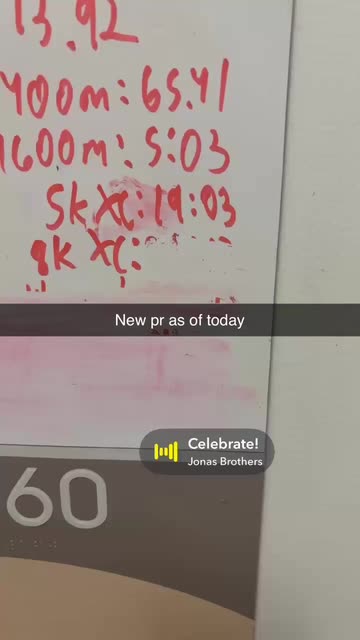 13.92
400m: 65.41
1600m: 5:03
5K XC: 19:03
8K XC:
New pr as of today
Celebrate!
Jonas Brothers
60